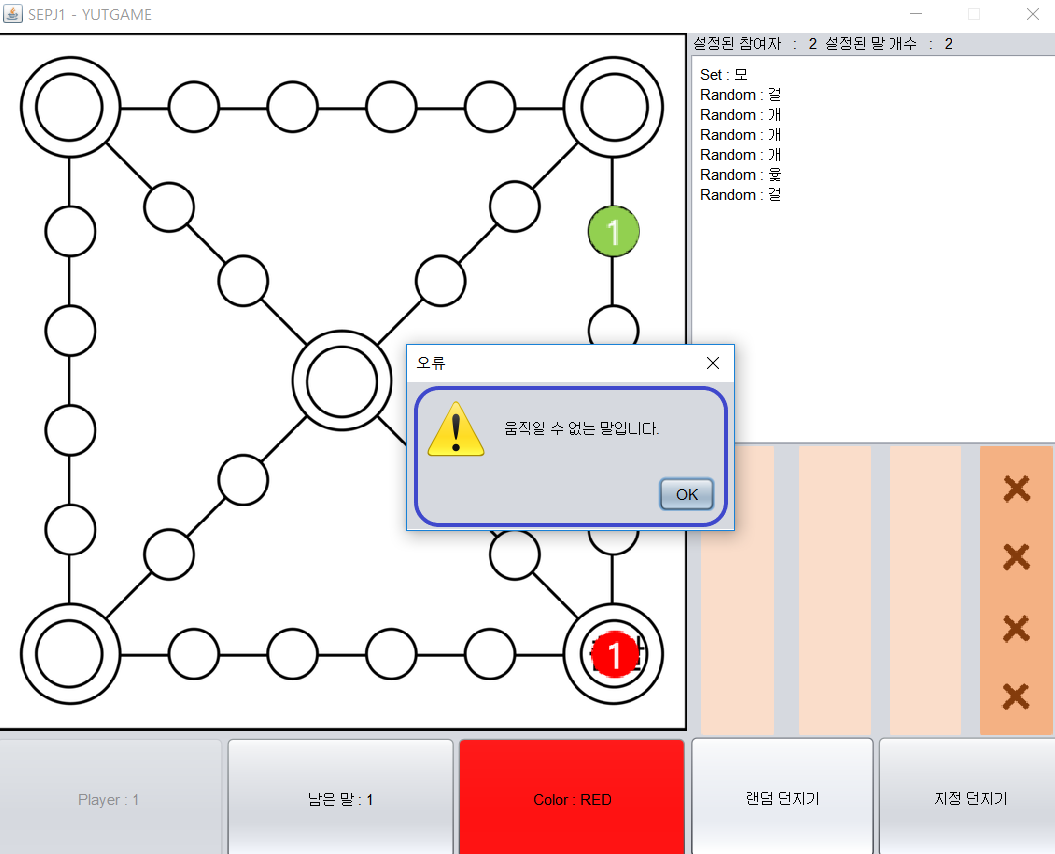 SEPJ1 - YUTGAME
설정된 참여자 : 2 설정된 말 개수 : 2
Set : 모
Random : 걸
Random : 개
Random : 개
Random : 개
Random : 윷
Random : 걸
1
오류
움직일 수 없는 말입니다.
OK
1
Player : 1
남은 말 : 1
Color : RED
랜덤 던지기
지정 던지기